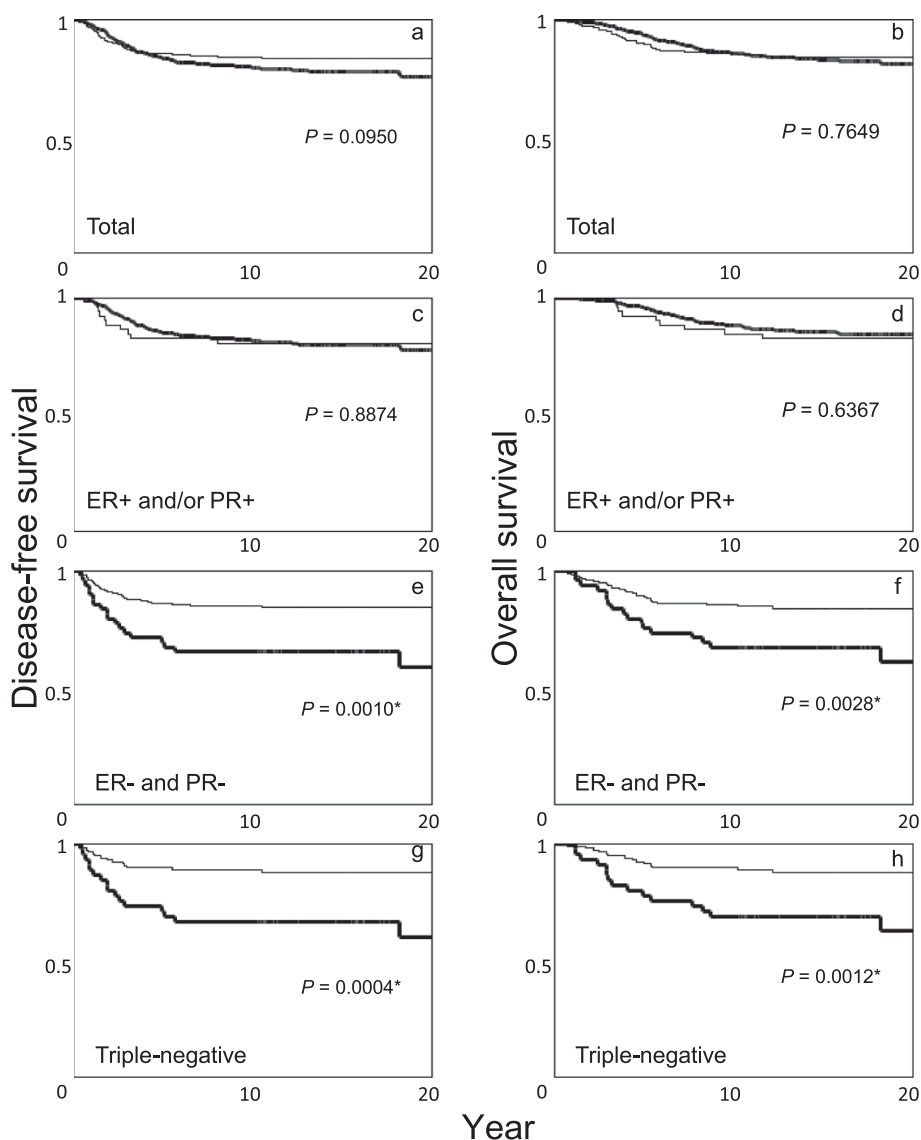 Disease-free survival
Overall survival
1
a
0.5
P = 0.0950
Total
0
10
20
1
b
0.5
P = 0.7649
Total
0
10
20
1
c
0.5
P = 0.8874
ER+ and/or PR+
0
10
20
1
d
0.5
P = 0.6367
ER+ and/or PR+
0
10
20
1
e
0.5
P = 0.0010*
ER- and PR-
0
10
20
1
f
0.5
P = 0.0028*
ER- and PR-
0
10
20
1
g
0.5
P = 0.0004*
Triple-negative
0
10
20
1
h
0.5
P = 0.0012*
Triple-negative
0
10
20
Year